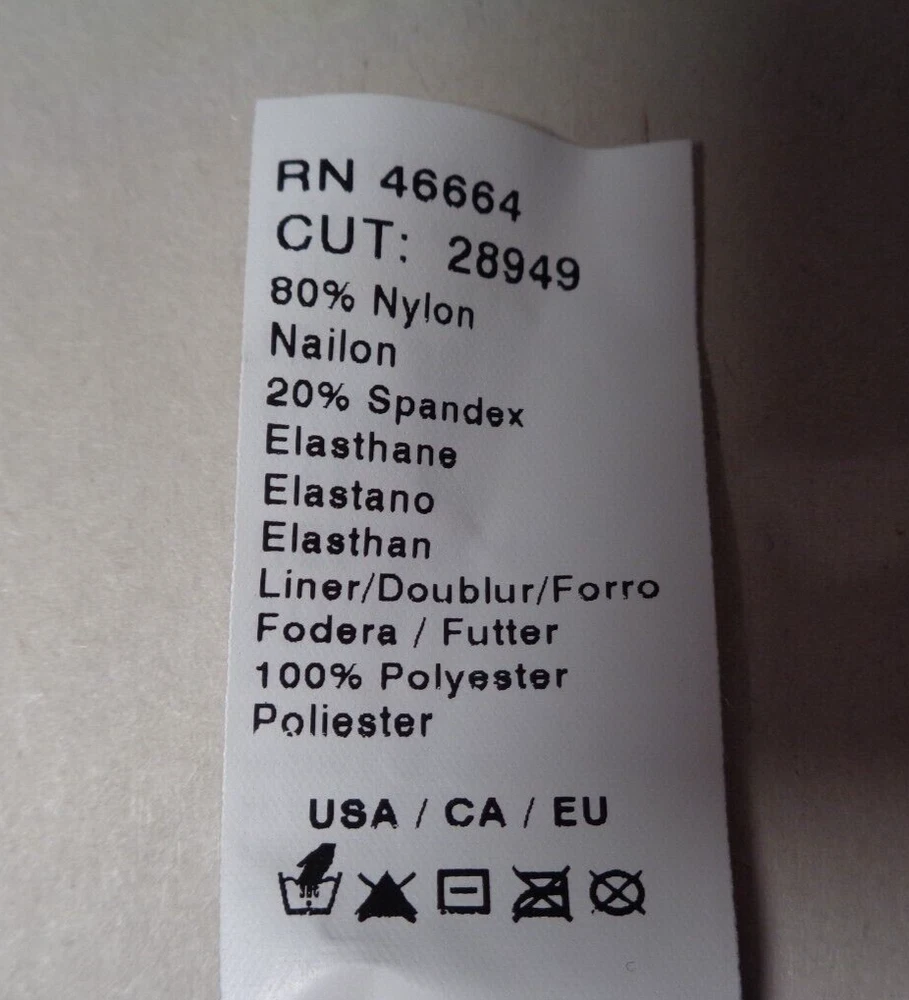 RN 46664
CUT: 28949
80% Nylon
Nailon
20% Spandex
Elasthane
Elastano
Elasthan
Liner/Doublur/Forro
Fodera / Futter
100% Polyester
Poliester
USA / CA / EU